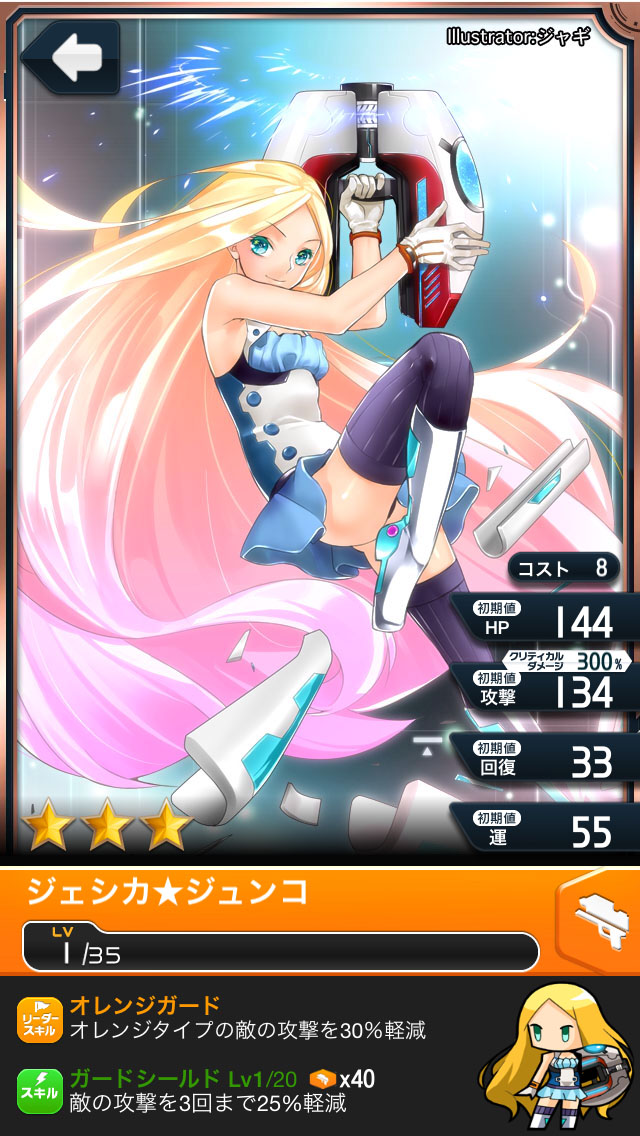 Illustrator:ジャギ
コスト 8
初期値
HP 144
クリティカル
ダメージ 300%
初期値
攻撃 134
初期値
回復 33
初期値
運 55
ジェシカ★ジュンコ
LV
1/35
リーダー
スキル
オレンジガード
オレンジタイプの敵の攻撃を30%軽減
スキル
ガードシールド Lv1/20 x40
敵の攻撃を3回まで25%軽減